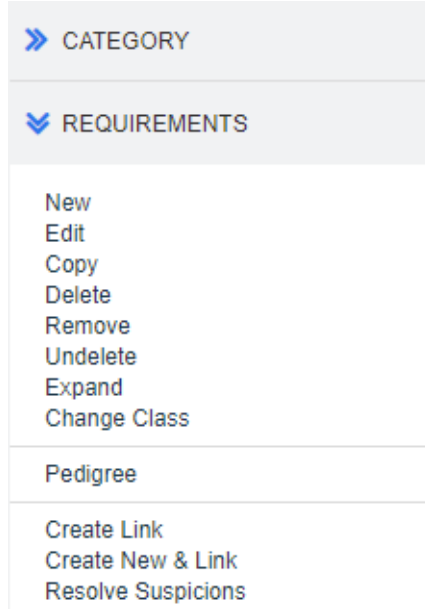 CATEGORY
REQUIREMENTS
New
Edit
Copy
Delete
Remove
Undelete
Expand
Change Class
Pedigree
Create Link
Create New & Link
Resolve Suspicions